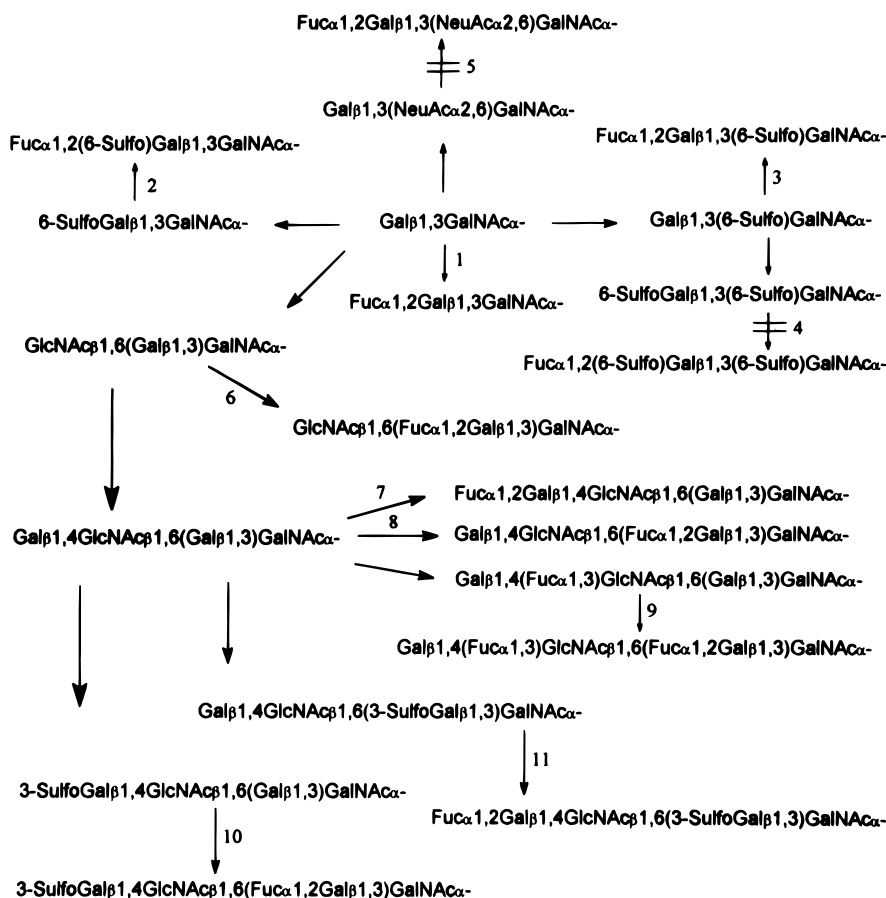 Fucα1,2Galβ1,3(NeuAcα2,6)GalNAcα-
5
Galβ1,3(NeuAcα2,6)GalNAcα-
Fucα1,2(6-Sulfo)Galβ1,3GalNAcα-
Fucα1,2Galβ1,3(6-Sulfo)GalNAcα-
2
3
6-SulfoGalβ1,3GalNAcα-
Galβ1,3GalNAcα-
Galβ1,3(6-Sulfo)GalNAcα-
1
Fucα1,2Galβ1,3GalNAcα-
6-SulfoGalβ1,3(6-Sulfo)GalNAcα-
4
GlcNAcβ1,6(Galβ1,3)GalNAcα-
Fucα1,2(6-Sulfo)Galβ1,3(6-Sulfo)GalNAcα-
6
GlcNAcβ1,6(Fucα1,2Galβ1,3)GalNAcα-
7
Fucα1,2Galβ1,4GlcNAcβ1,6(Galβ1,3)GalNAcα-
Galβ1,4GlcNAcβ1,6(Galβ1,3)GalNAcα-
8
Galβ1,4GlcNAcβ1,6(Fucα1,2Galβ1,3)GalNAcα-
Galβ1,4(Fucα1,3)GlcNAcβ1,6(Galβ1,3)GalNAcα-
9
Galβ1,4(Fucα1,3)GlcNAcβ1,6(Fucα1,2Galβ1,3)GalNAcα-
Galβ1,4GlcNAcβ1,6(3-SulfoGalβ1,3)GalNAcα-
11
3-SulfoGalβ1,4GlcNAcβ1,6(Galβ1,3)GalNAcα-
Fucα1,2Galβ1,4GlcNAcβ1,6(3-SulfoGalβ1,3)GalNAcα-
10
3-SulfoGalβ1,4GlcNAcβ1,6(Fucα1,2Galβ1,3)GalNAcα-